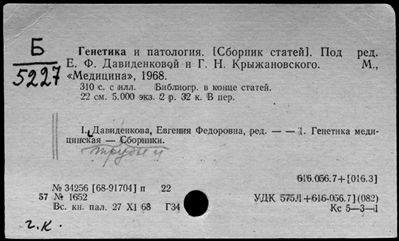 Б
5227
Генетика и патология. [Сборник статей]. Под ред.
Е. Ф. Давиденковой и Г. Н. Крыжановского. М.,
«Медицина», 1968.
310 с. с илл. Библиогр. в конце статей.
22 см. 5.000 экз. 2 р. 32 к. В пер.
I. Давиденкова, Евгения Федоровна, ред. — — 1. Генетика меди-
цинская — Сборники.
труды и
№ 34256 [68-91704] п 22
57 № 1652
Вс. кн. пал. 27 XI 68 Г34
616.056.7+[016.3]
УДК 575Л+616-056.7](082)
Кс 5—3—1
г.к.